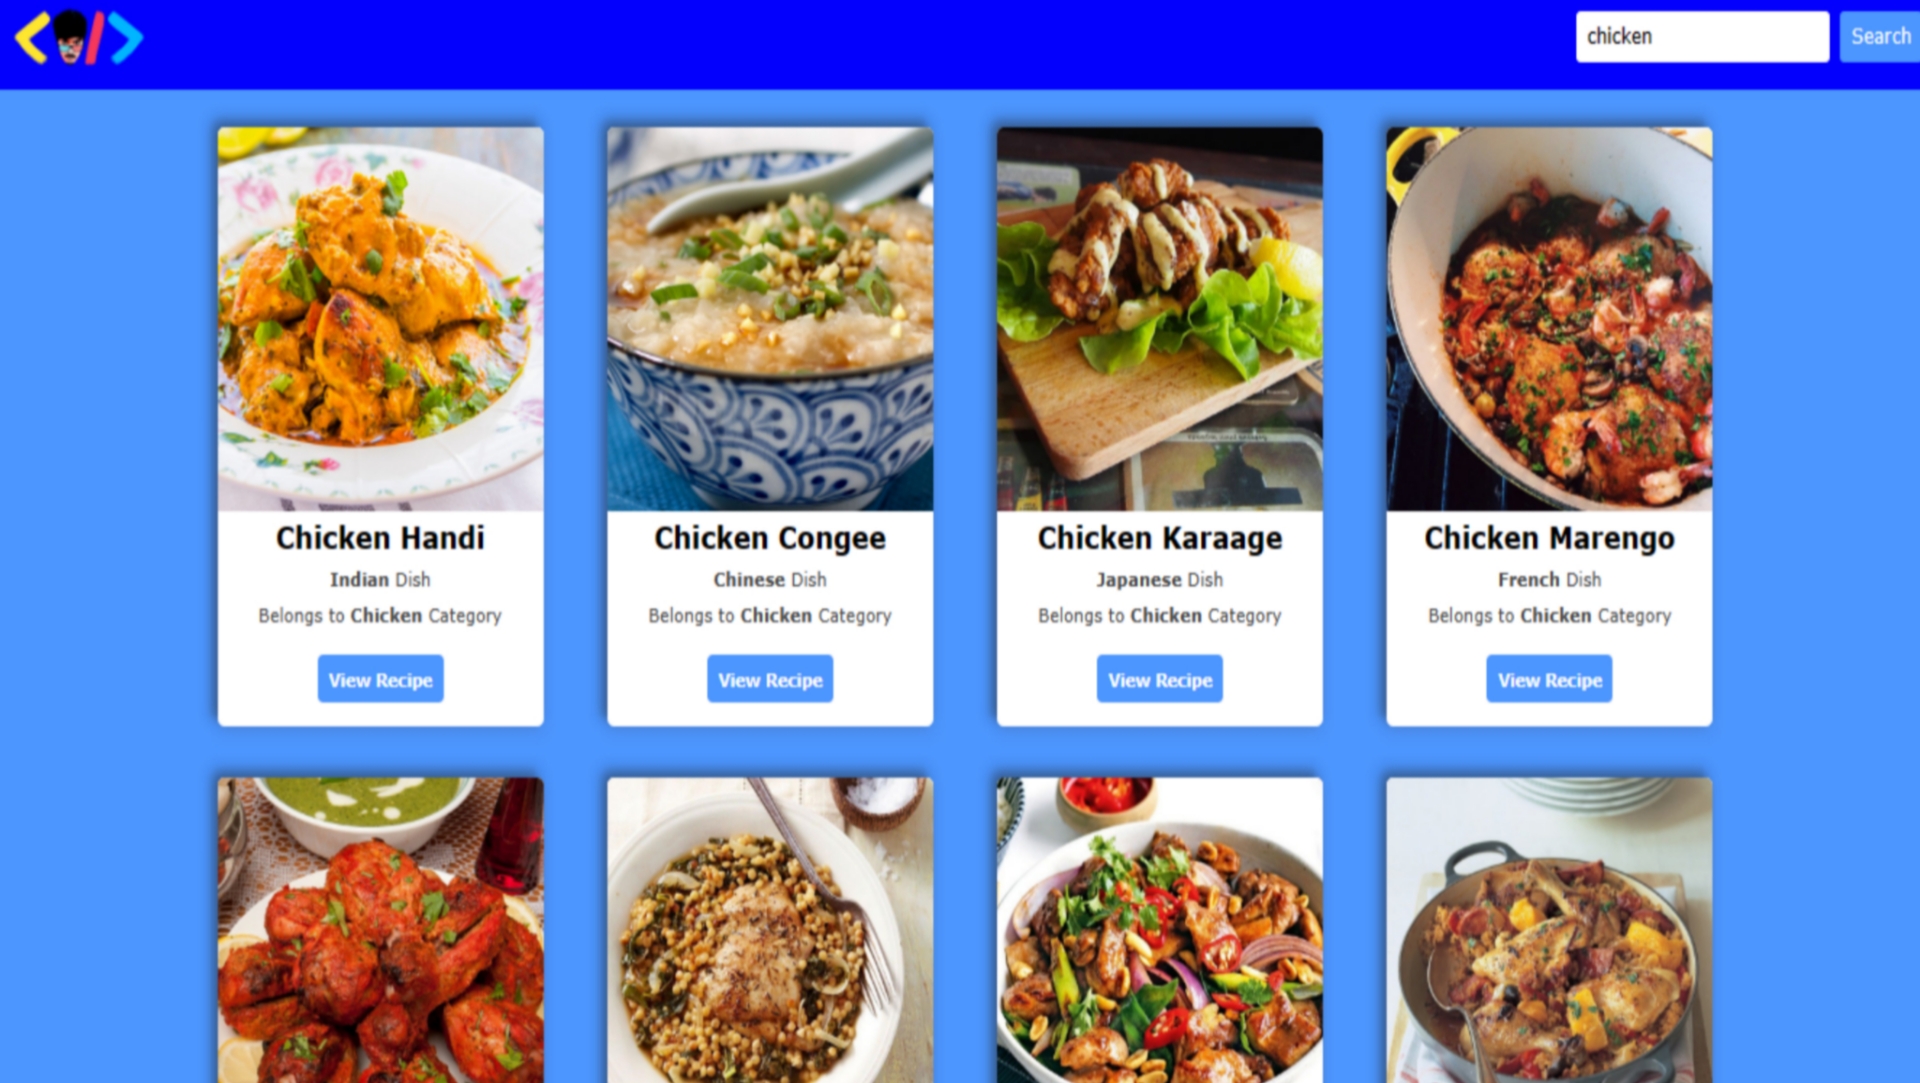 chicken
Search
Chicken Handi
Indian Dish
Belongs to Chicken Category
View Recipe
Chicken Congee
Chinese Dish
Belongs to Chicken Category
View Recipe
Chicken Karaage
Japanese Dish
Belongs to Chicken Category
View Recipe
Chicken Marengo
French Dish
Belongs to Chicken Category
View Recipe